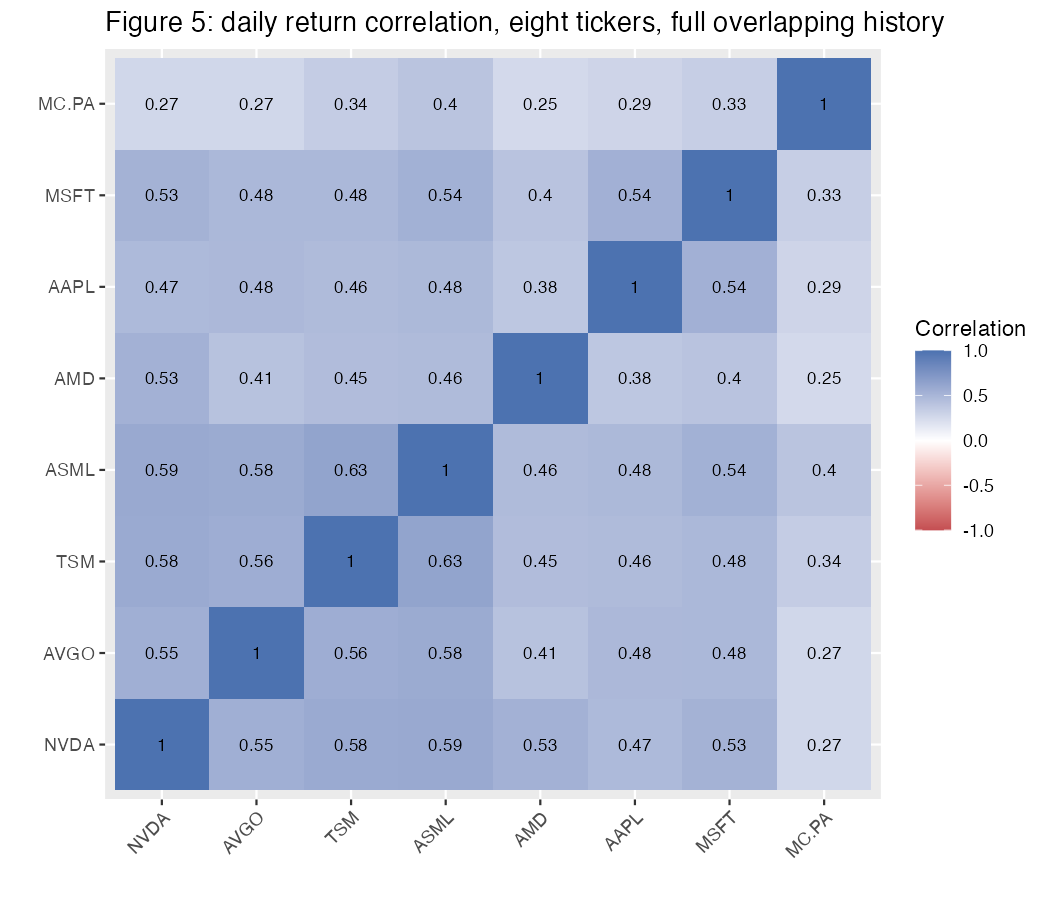 Figure 5: daily return correlation, eight tickers, full overlapping history
MC.PA 0.27 0.27 0.34 0.4 0.25 0.29 0.33 1
MSFT 0.53 0.48 0.48 0.54 0.4 0.54 1 0.33
AAPL 0.47 0.48 0.46 0.48 0.38 1 0.54 0.29
AMD 0.53 0.41 0.45 0.46 1 0.38 0.4 0.25
ASML 0.59 0.58 0.63 1 0.46 0.48 0.54 0.4
TSM 0.58 0.56 1 0.63 0.45 0.46 0.48 0.34
AVGO 0.55 1 0.56 0.58 0.41 0.48 0.48 0.27
NVDA 1 0.55 0.58 0.59 0.53 0.47 0.53 0.27
NVDA AVGO TSM ASML AMD AAPL MSFT MC.PA
Correlation
1.0
0.5
0.0
-0.5
-1.0